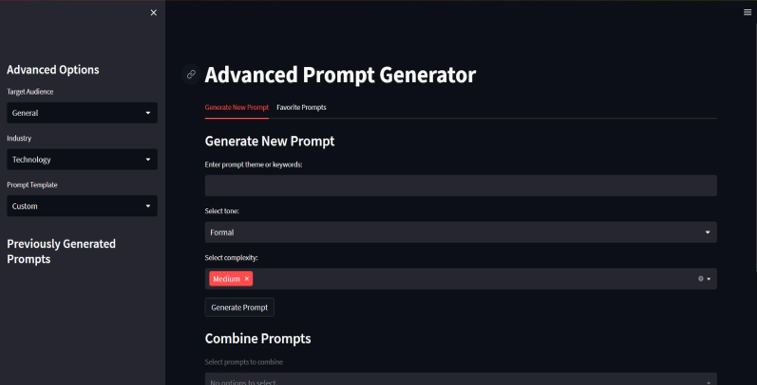 Advanced Options
Target Audience
General
Industry
Technology
Prompt Template
Custom
Previously Generated
Prompts
Advanced Prompt Generator
Generate New Prompt Favorite Prompts
Generate New Prompt
Enter prompt theme or keywords:
Select tone:
Formal
Select complexity:
Medium
Generate Prompt
Combine Prompts
Select prompts to combine
No options to select.